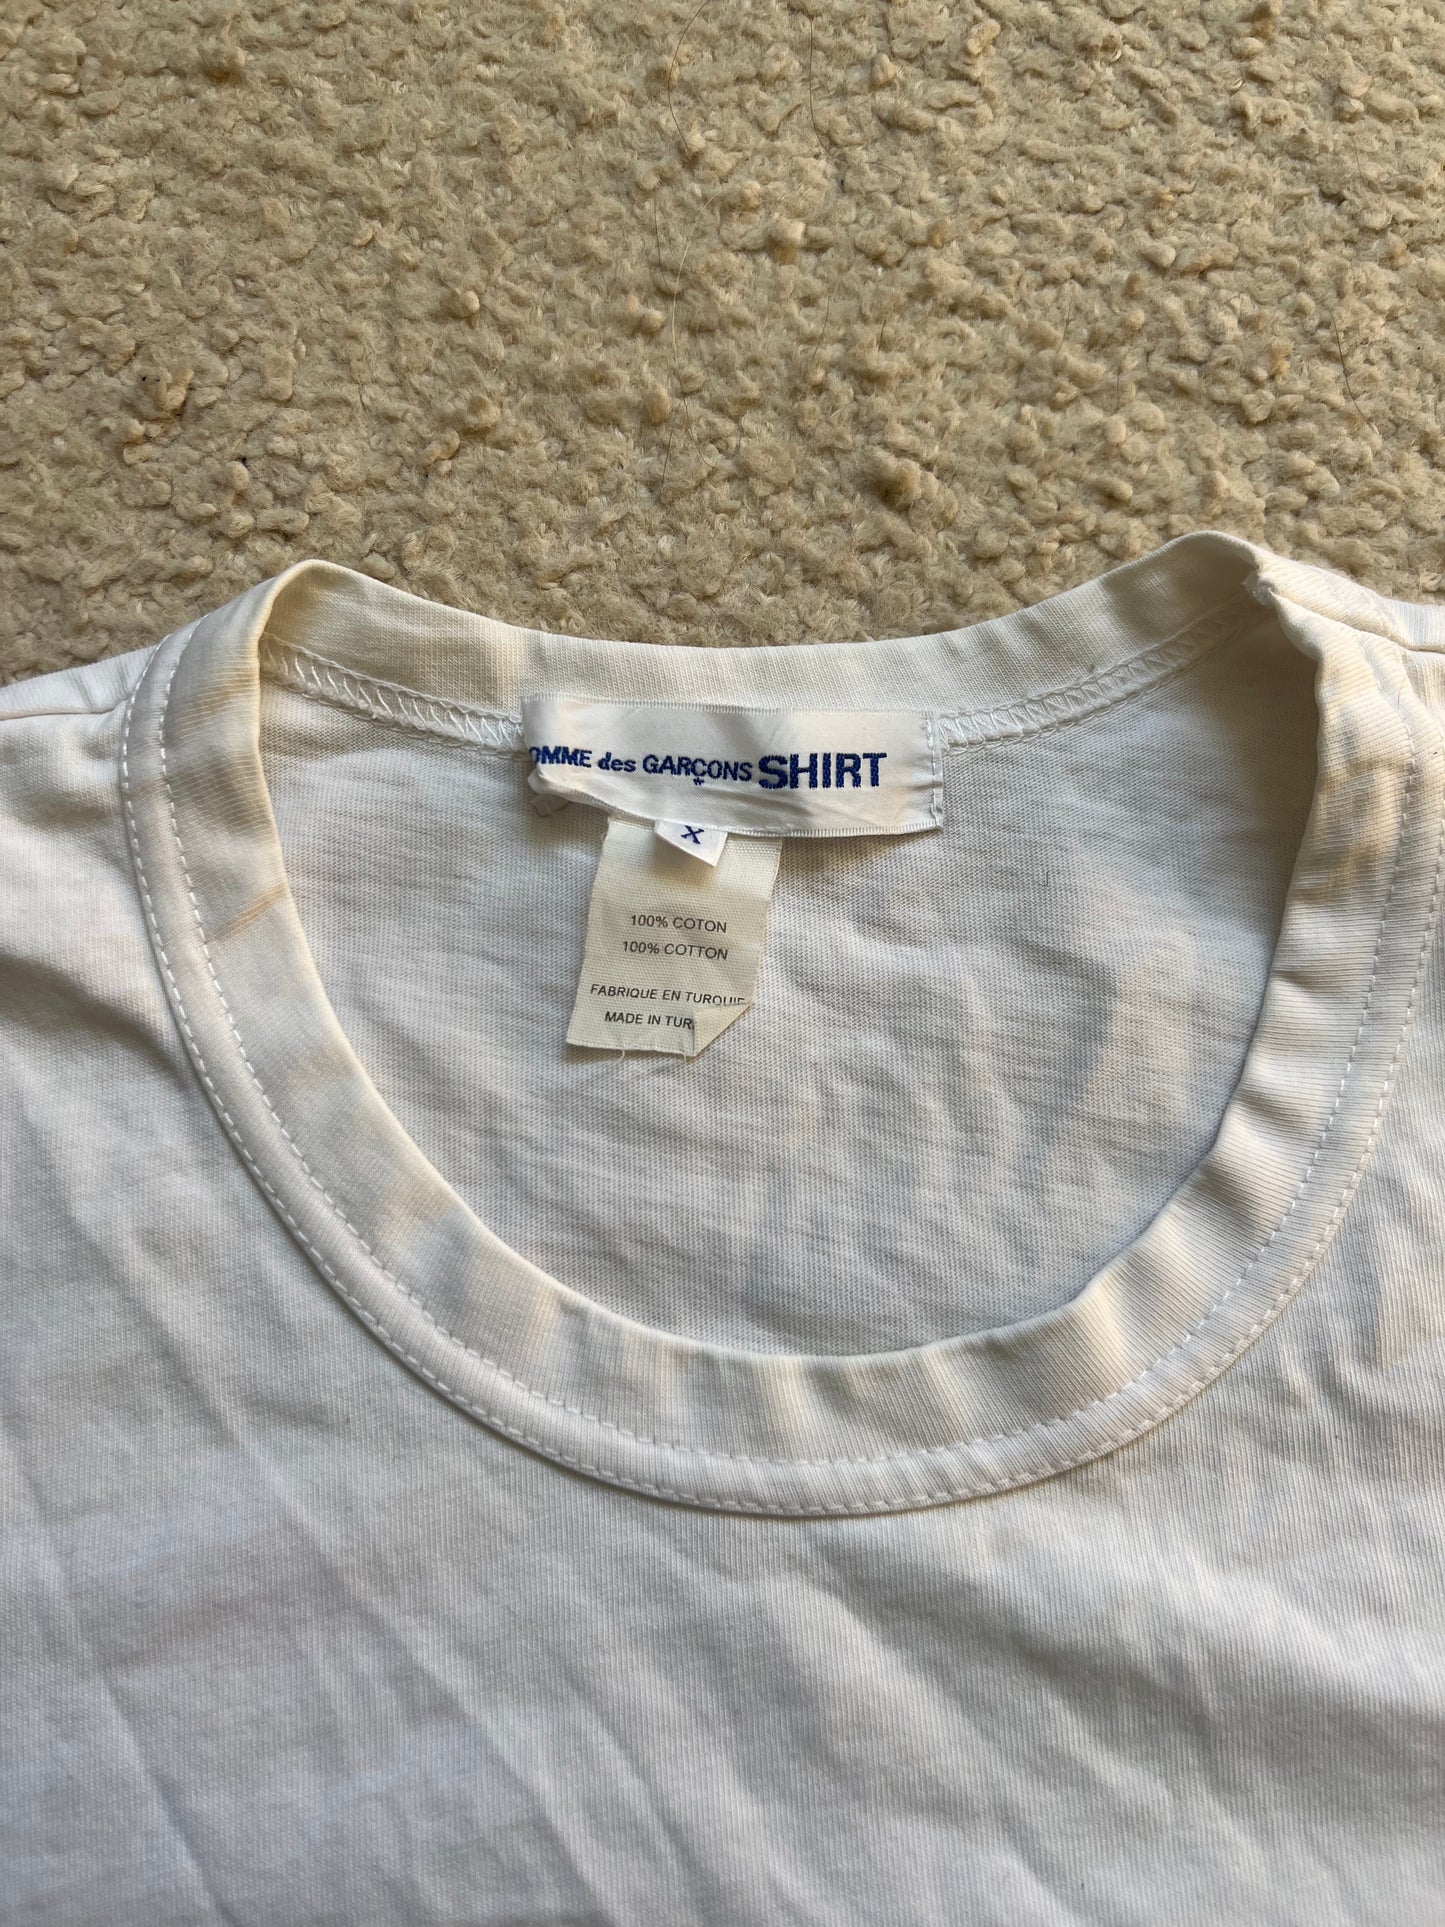 OMME des GARÇONS SHIRT
X
100% COTON
100% COTTON
FABRIQUE EN TURQUIE
MADE IN TUR